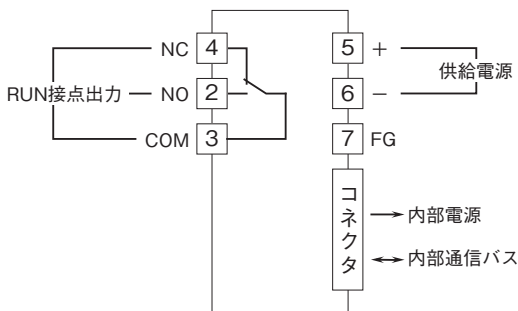 NC 4
RUN接点出力 NO 2
COM 3
5 +
6 −
供給電源
7 FG
コネクタ
内部電源
内部通信バス